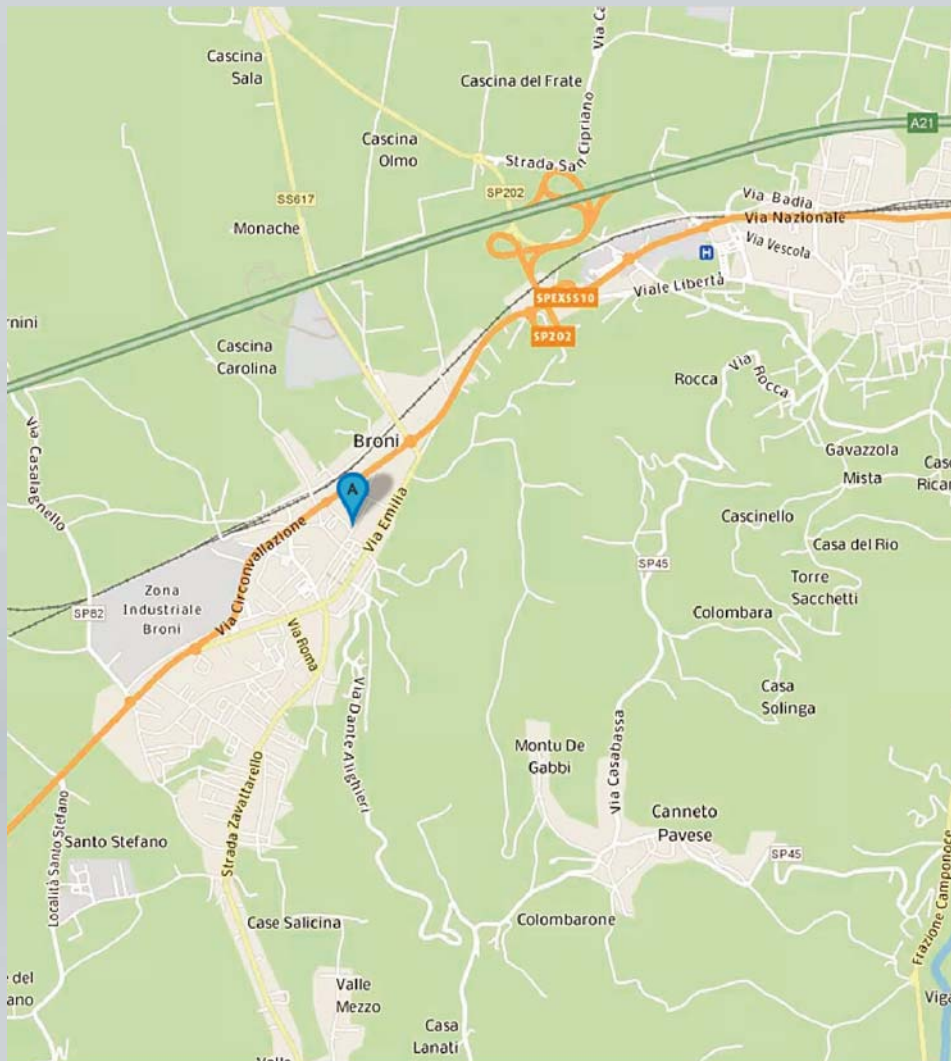 Cascina
Sala
Cascina del Frate
Via Ca
A21
Cascina
Olmo
Strada San
Cipriano
SP202
SS617
Via Badia
Via Nazionale
Monache
Via Vescola
H
Viale Libertà
SPEXSS10
rnini
SP202
Cascina
Carolina
Via Rocca
Rocca
Via Casalagnello
Broni
Gavazzola
Casc
Mista
Rican
A
Via Emilia
Cascinello
Casa del Rio
Via Circonvallazione
SP45
Torre
Sacchetti
Zona
Industriale
Broni
SP82
Colombara
Via Roma
Casa
Solinga
Via Dante Alighieri
Montu De
Gabbi
Via Casabassa
Strada Zavattarello
Canneto
Pavese
Località Santo Stefano
Santo Stefano
SP45
Case Salicina
Colombarone
Frazione Camponoce
del
ano
Valle
Mezzo
Viga
Casa
Lanati
Valle